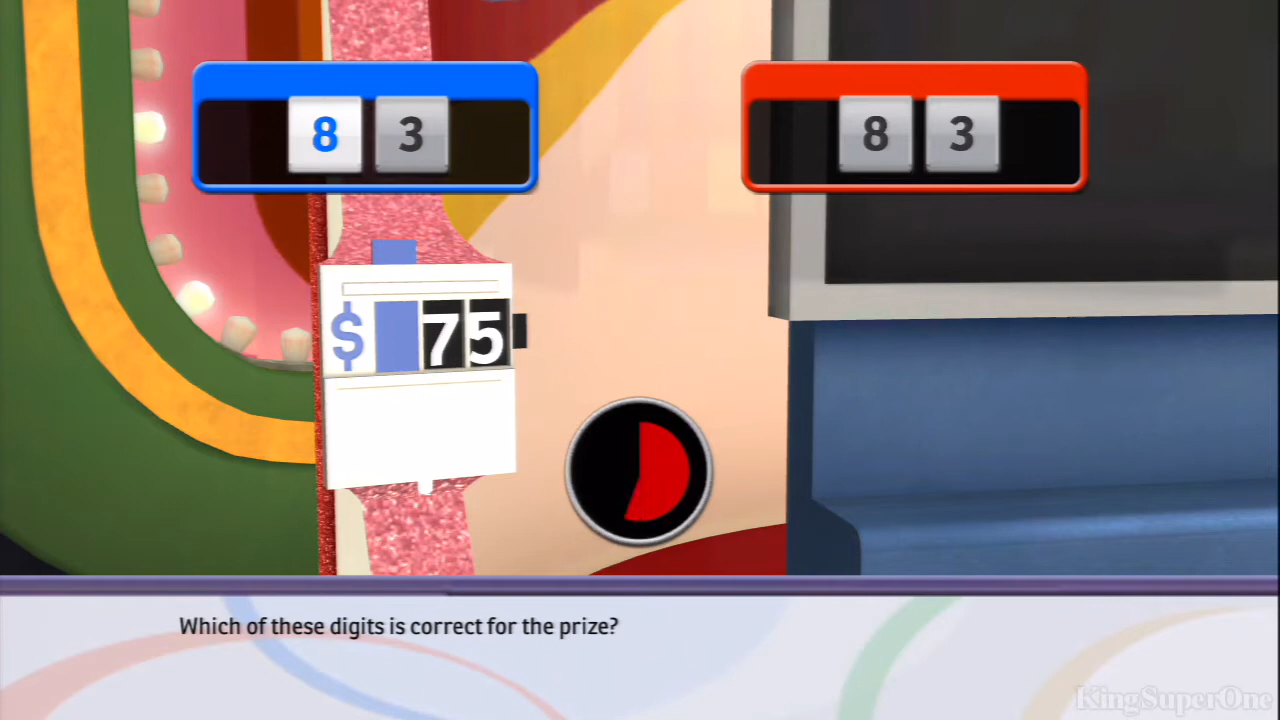 8 3
8 3
$ 75
Which of these digits is correct for the prize?
KingSuperOne